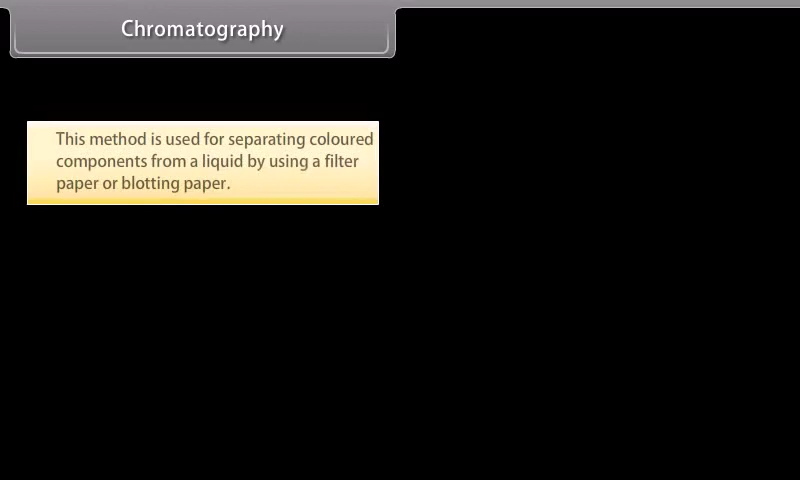 Chromatography
This method is used for separating coloured
components from a liquid by using a filter
paper or blotting paper.